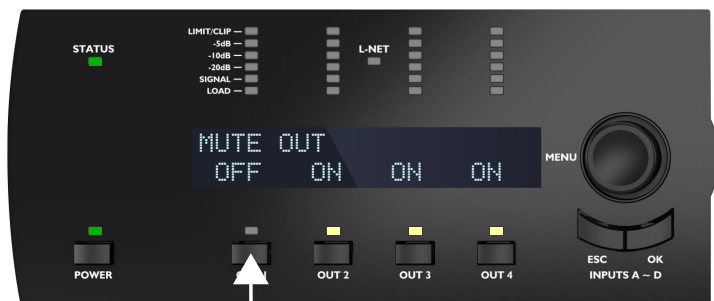 STATUS
LIMIT/CLIP
-5dB
-10dB
-20dB
SIGNAL
LOAD
L-NET
MUTE OUT
OFF ON ON ON
MENU
POWER
OUT 2
OUT 3
OUT 4
ESC OK
INPUTS A ~ D